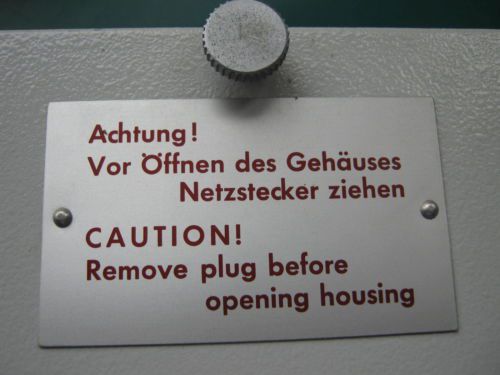 Achtung!
Vor Öffnen des Gehäuses
Netzstecker ziehen
CAUTION!
Remove plug before
opening housing